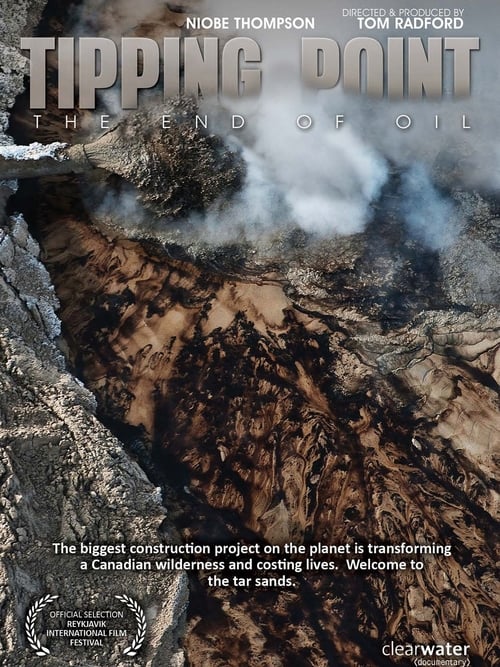 DIRECTED & PRODUCED BY
NIOBE THOMPSON TOM RADFORD
TIPPING POINT
THE END OF OIL
The biggest construction project on the planet is transforming
a Canadian wilderness and costing lives. Welcome to
the tar sands.
OFFICIAL SELECTION
REYKJAVIK
INTERNATIONAL FILM
FESTIVAL
clearwater
(documentary)